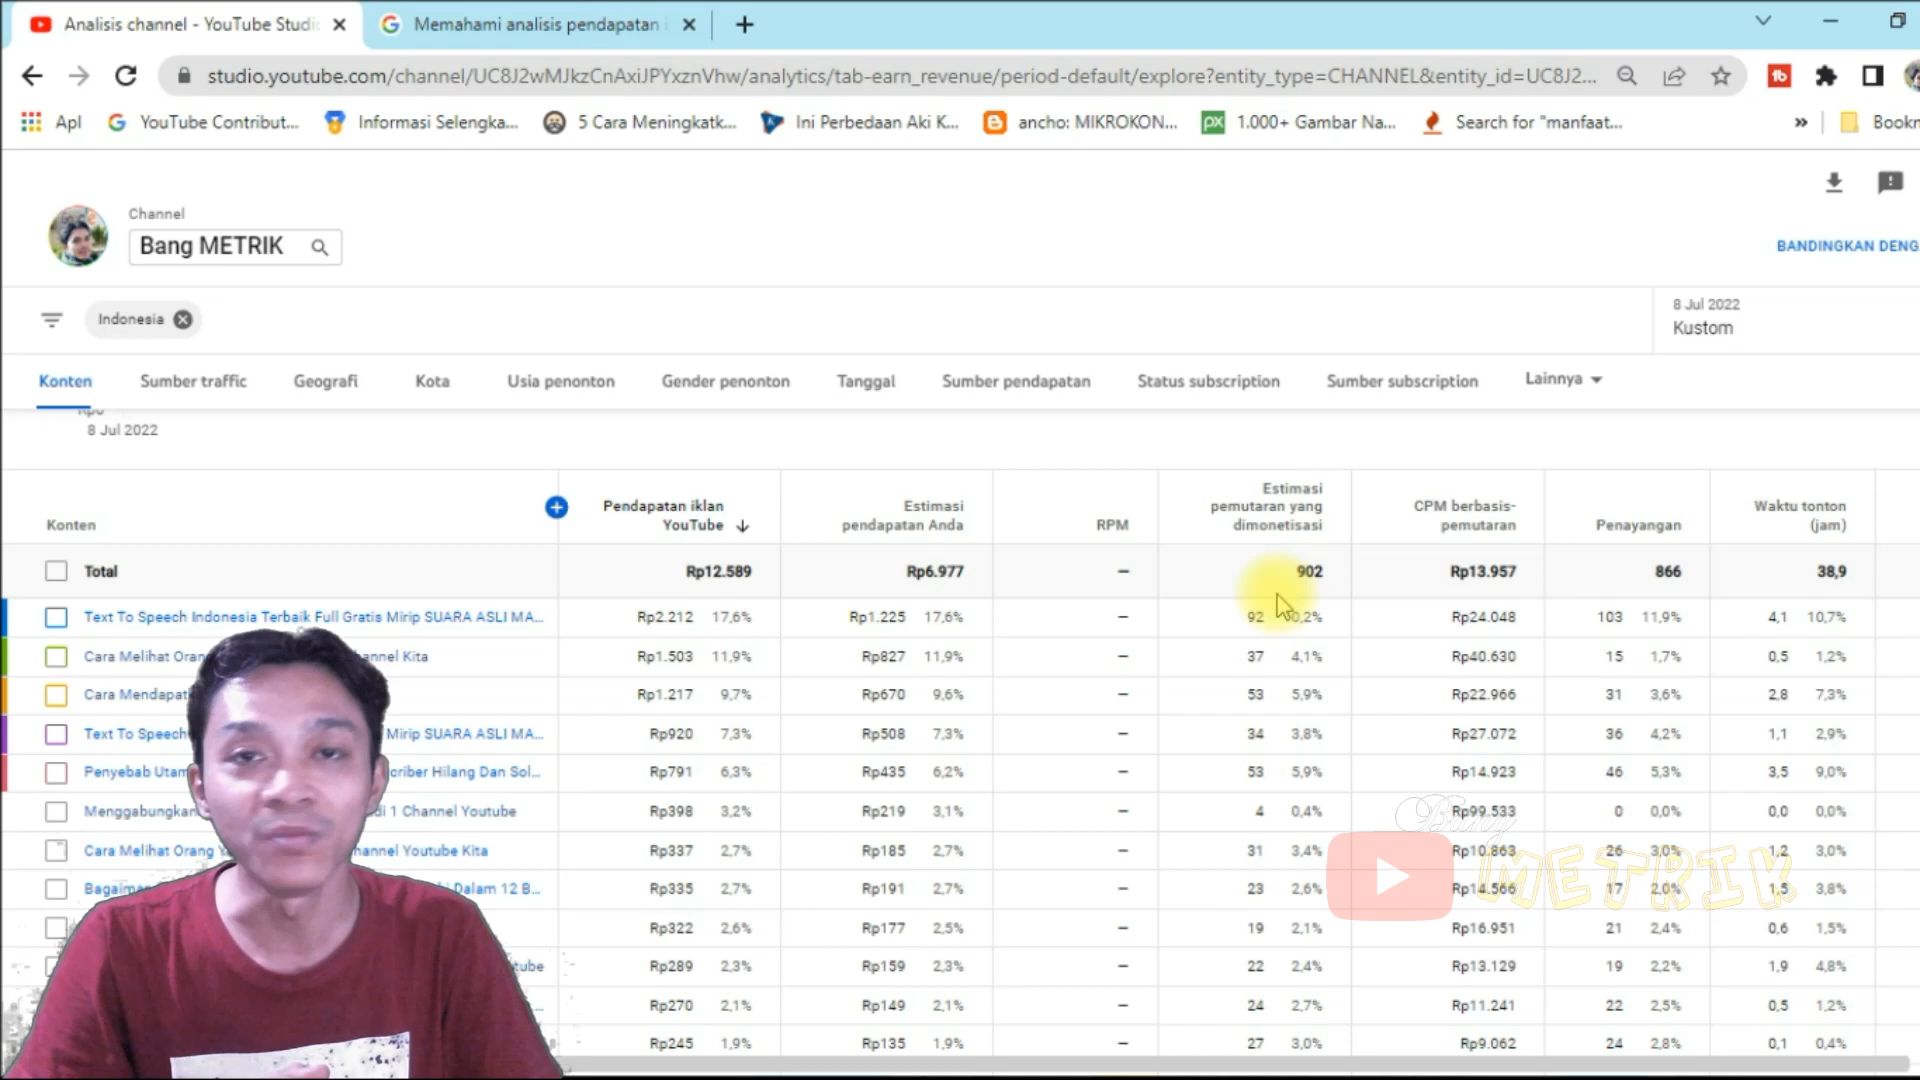 Analisis channel - YouTube Studi
Memahami analisis pendapatan
studio.youtube.com/channel/UC8J2wMJkzCnAxiJPYxznVhw/analytics/tab-earn_revenue/period-default/explore?entity_type=CHANNEL&entity_id=UC8J2...
Apl YouTube Contribut... Informasi Selengka... 5 Cara Meningkatk... Ini Perbedaan Aki K... ancho: MIKROKON... 1.000+ Gambar Na... Search for "manfaat... » Bookn
Channel
Bang METRIK
BANDINGKAN DENG
Indonesia
8 Jul 2022
Kustom
Konten Sumber traffic Geografi Kota Usia penonton Gender penonton Tanggal Sumber pendapatan Status subscription Sumber subscription Lainnya
8 Jul 2022
Konten
Pendapatan iklan
YouTube
Estimasi
pendapatan Anda
RPM
Estimasi
pemutaran yang
dimonetisasi
CPM berbasis-
pemutaran
Penayangan
Waktu tonton
(jam)
Total Rp12.589 Rp6.977 – 902 Rp13.957 866 38,9
Text To Speech Indonesia Terbaik Full Gratis Mirip SUARA ASLI MA... Rp2.212 17,6% Rp1.225 17,6% – 92 Rp24.048 103 11,9% 4,1 10,7%
Cara Melihat Oran annel Kita Rp1.503 11,9% Rp827 11,9% – 37 4,1% Rp40.630 15 1,7% 0,5 1,2%
Cara Mendapat Rp1.217 9,7% Rp670 9,6% – 53 5,9% Rp22.966 31 3,6% 2,8 7,3%
Text To Speech Mirip SUARA ASLI MA... Rp920 7,3% Rp508 7,3% – 34 3,8% Rp27.072 36 4,2% 1,1 2,9%
Penyebab Utam criber Hilang Dan Sol... Rp791 6,3% Rp435 6,2% – 53 5,9% Rp14.923 46 5,3% 3,5 9,0%
Menggabungkan di 1 Channel Youtube Rp398 3,2% Rp219 3,1% – 4 0,4% Rp99.533 0 0,0% 0,0 0,0%
Cara Melihat Orang Y hannel Youtube Kita Rp337 2,7% Rp185 2,7% – 31 3,4% Rp10.863 26 3,0% 1,2 3,0%
Bagaiman Dalam 12 B... Rp335 2,7% Rp191 2,7% – 23 2,6% Rp14.566 17 2,0% 1,5 3,8%
Rp322 2,6% Rp177 2,5% – 19 2,1% Rp16.951 21 2,4% 0,6 1,5%
tube Rp289 2,3% Rp159 2,3% – 22 2,4% Rp13.129 19 2,2% 1,9 4,8%
Rp270 2,1% Rp149 2,1% – 24 2,7% Rp11.241 22 2,5% 0,5 1,2%
Rp245 1,9% Rp135 1,9% – 27 3,0% Rp9.062 24 2,8% 0,1 0,4%
Bang
METRIK